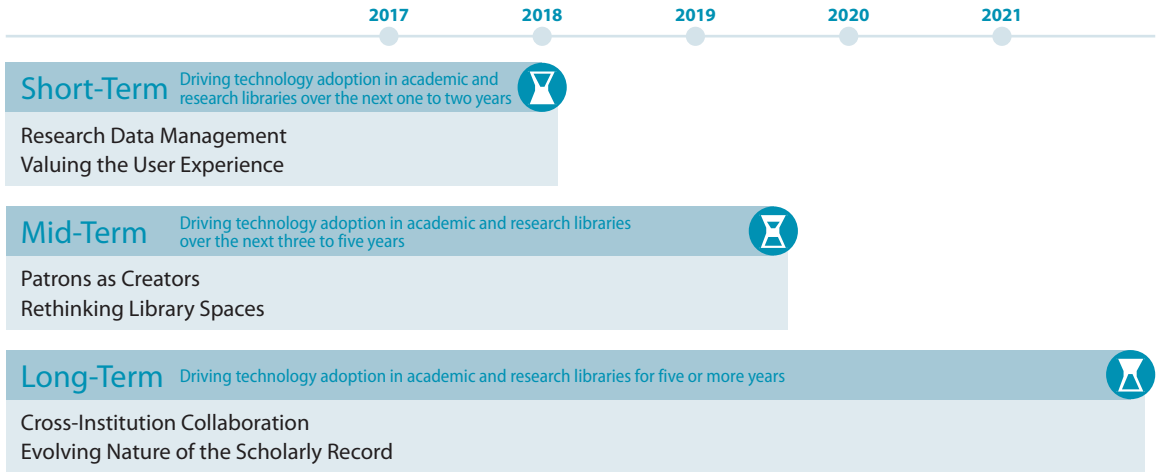 2017 2018 2019 2020 2021
Short-Term
Driving technology adoption in academic and
research libraries over the next one to two years
Research Data Management
Valuing the User Experience
Mid-Term
Driving technology adoption in academic and research libraries
over the next three to five years
Patrons as Creators
Rethinking Library Spaces
Long-Term Driving technology adoption in academic and research libraries for five or more years
Cross-Institution Collaboration
Evolving Nature of the Scholarly Record